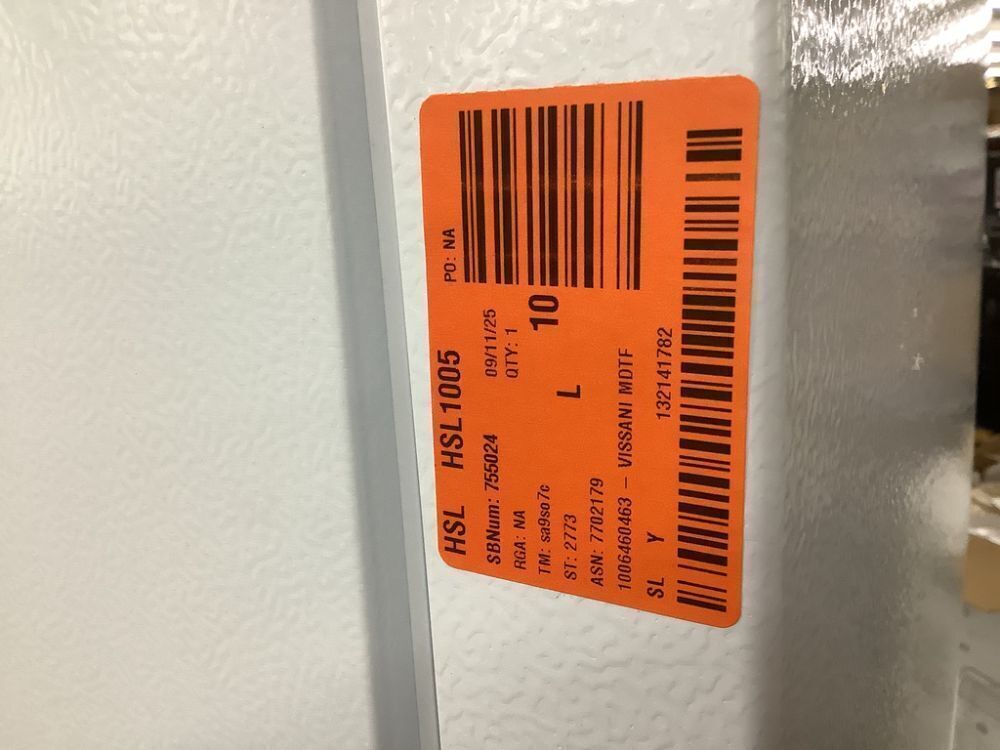 HSL HSL1005 PO: NA
SBNum: 755024 09/11/25
RGA: NA QTY: 1
TM: sa9so7c 10
ST: 2773 L
ASN: 7702179
1006460463 – VISSANI MDTF
SL Y 132141782